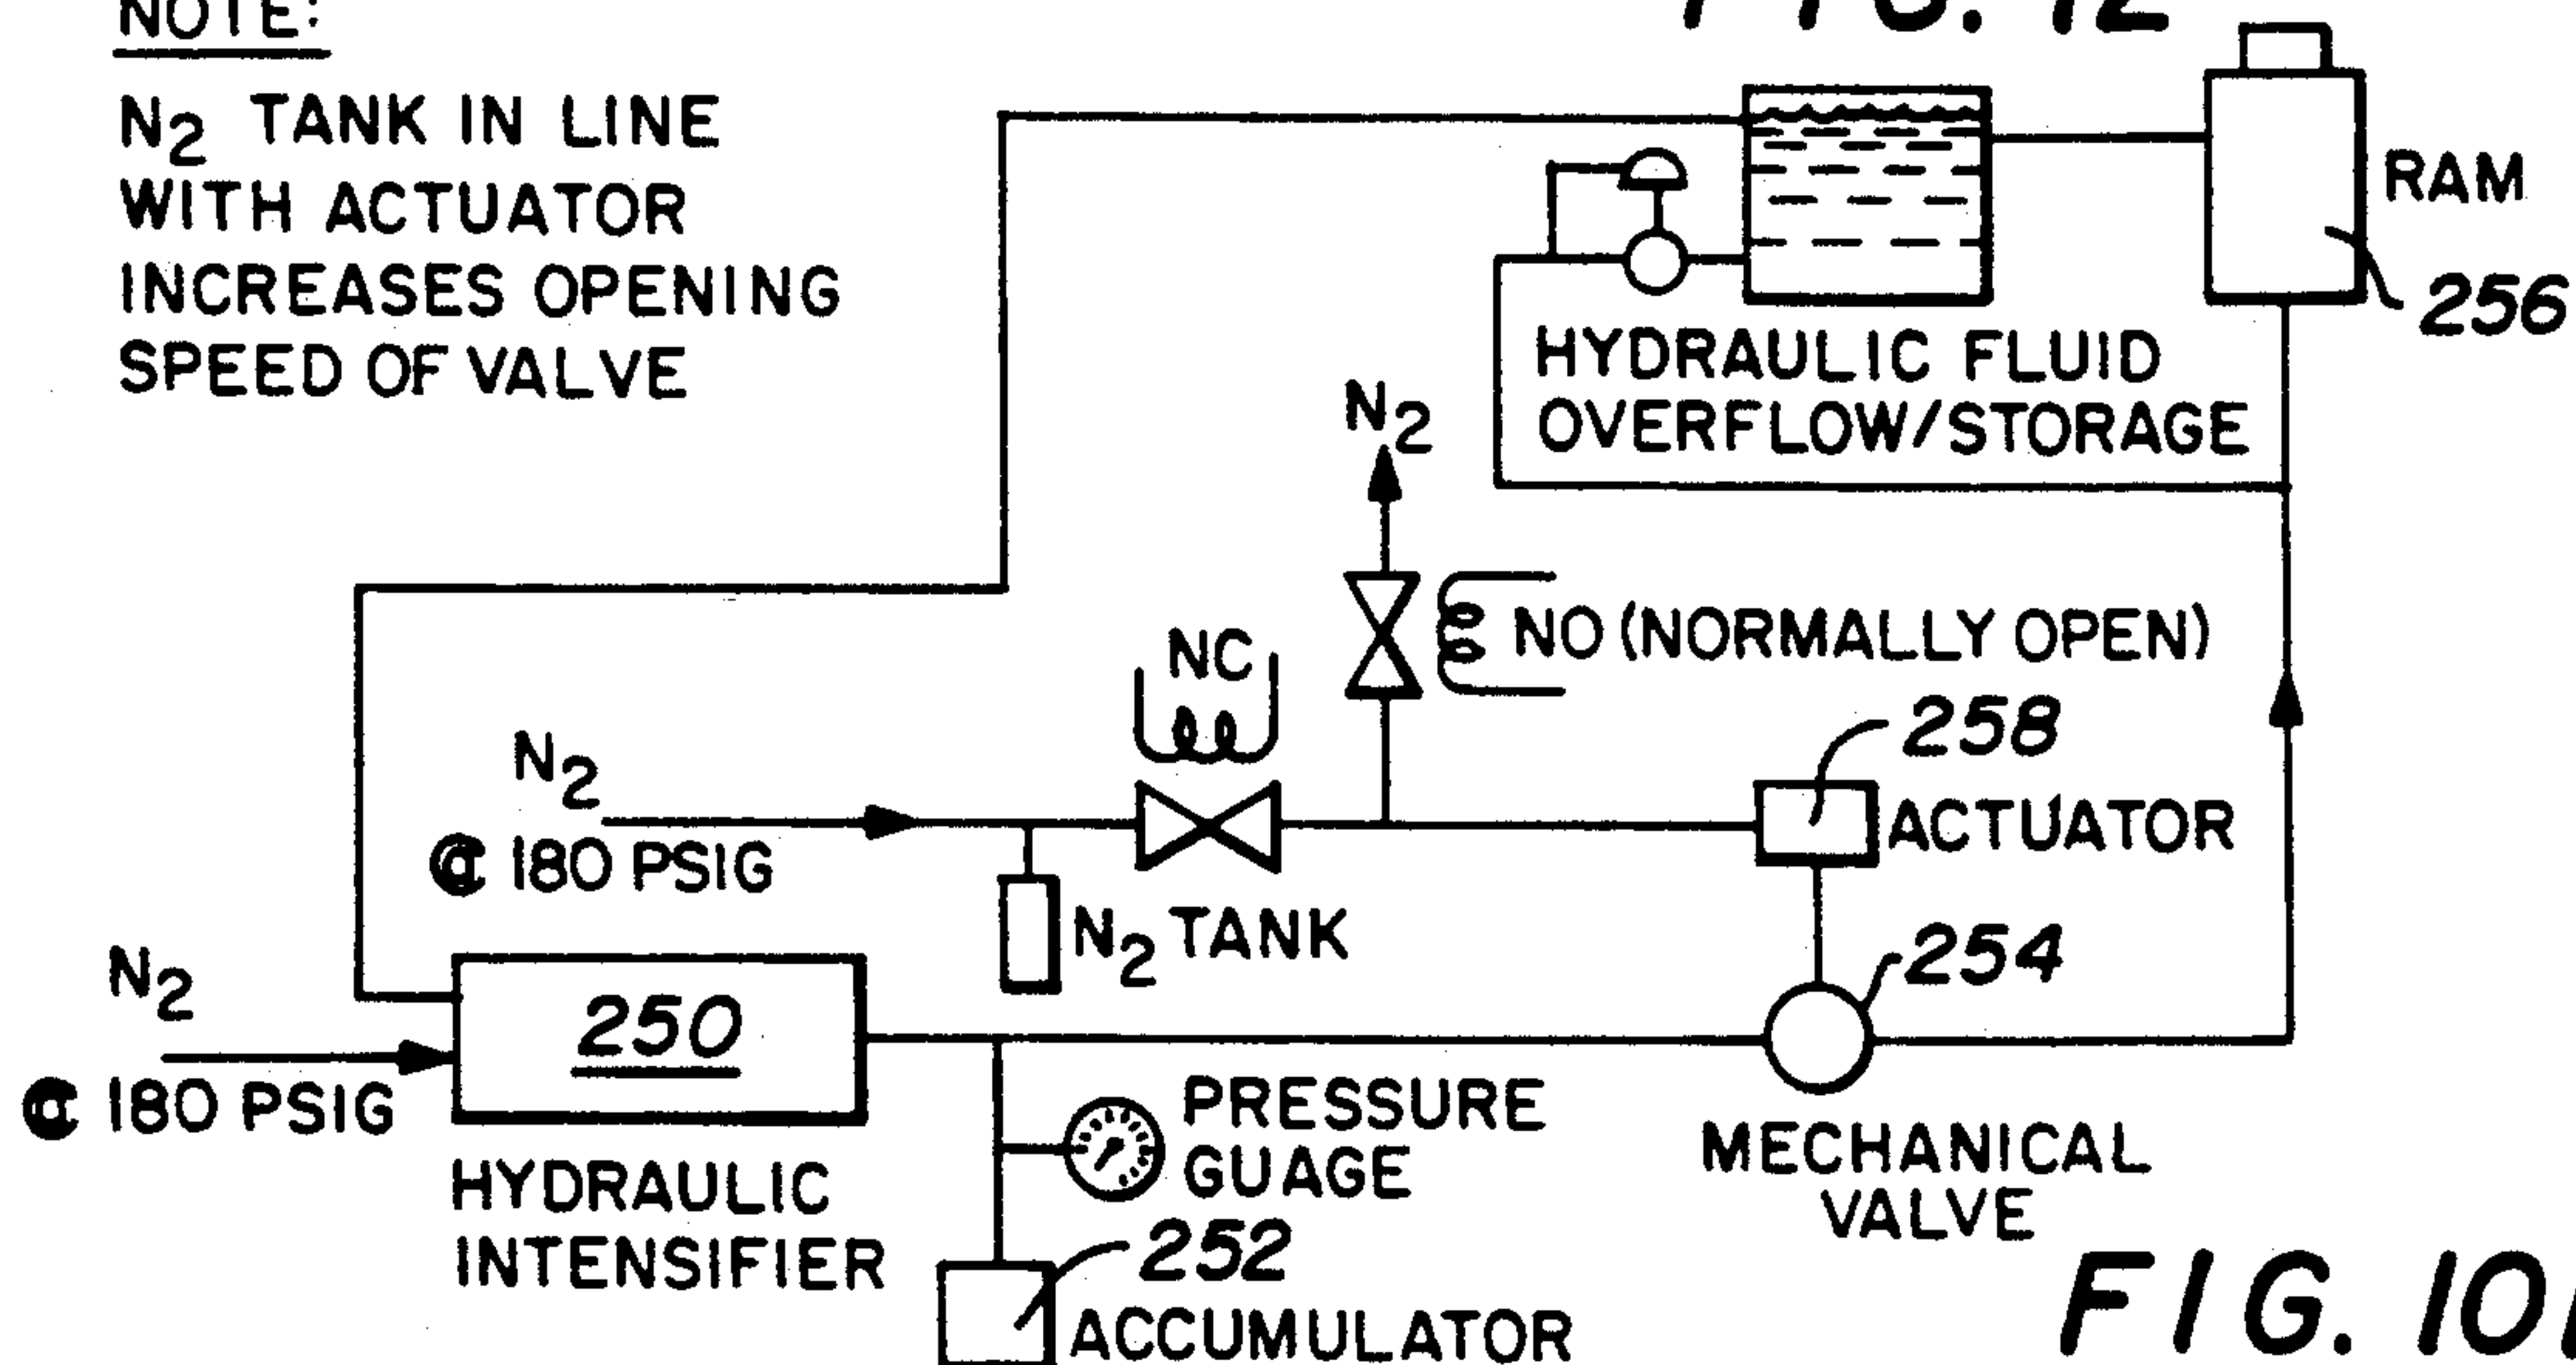 NOTE:
N2 TANK IN LINE
WITH ACTUATOR
INCREASES OPENING
SPEED OF VALVE
RAM
256
HYDRAULIC FLUID
OVERFLOW/STORAGE
N2
NO (NORMALLY OPEN)
NC
258
ACTUATOR
N2
@ 180 PSIG
N2 TANK
254
MECHANICAL
VALVE
N2
@ 180 PSIG
250
HYDRAULIC
INTENSIFIER
PRESSURE
GUAGE
252
ACCUMULATOR